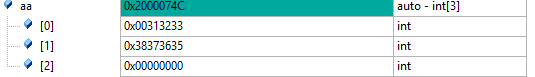 aa 0x2000074C auto - int[3]
[0] 0x00313233 int
[1] 0x38373635 int
[2] 0x00000000 int